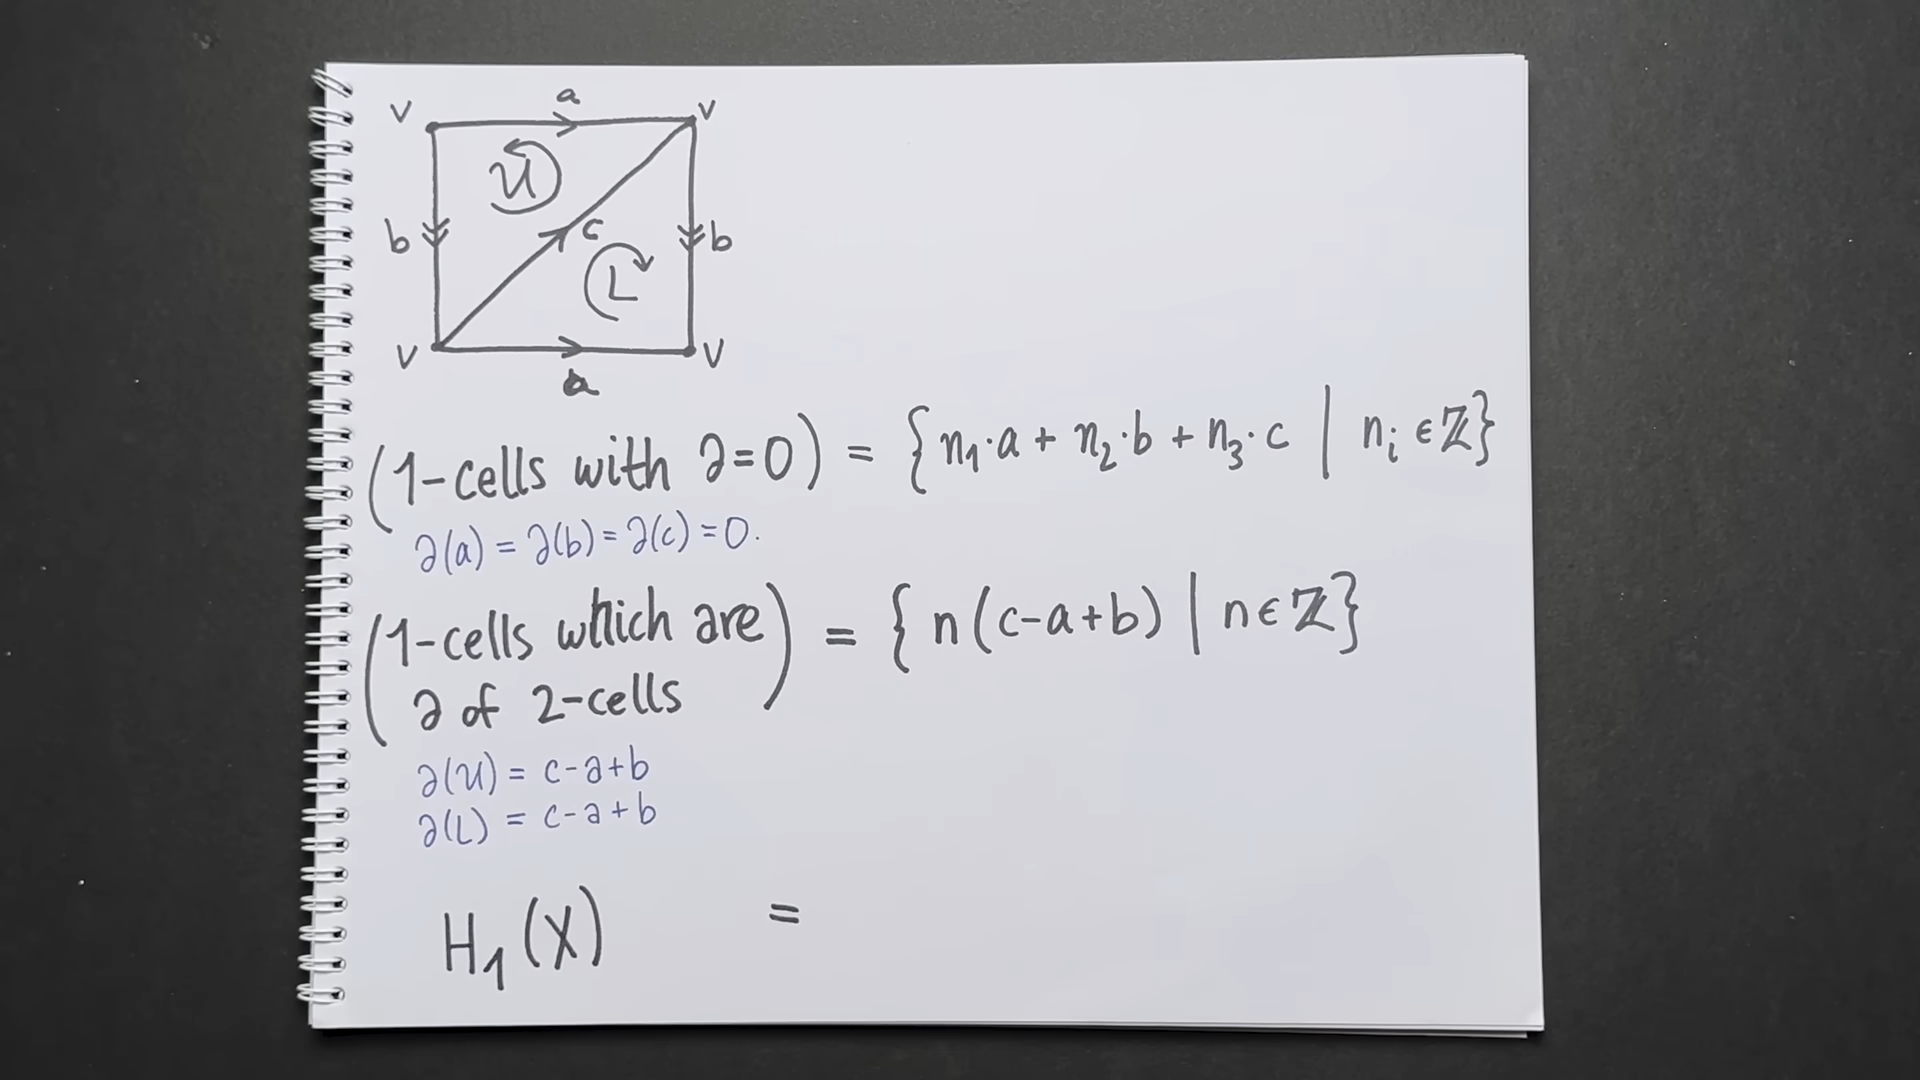 v a v
U
b c b
L
v a v
(1-cells with ∂=0) = {n₁·a + n₂·b + n₃·c | nᵢ ∈ ℤ}
∂(a) = ∂(b) = ∂(c) = 0.
(1-cells which are
∂ of 2-cells) = {n(c-a+b) | n ∈ ℤ}
∂(U) = c-a+b
∂(L) = c-a+b
H₁(X) =